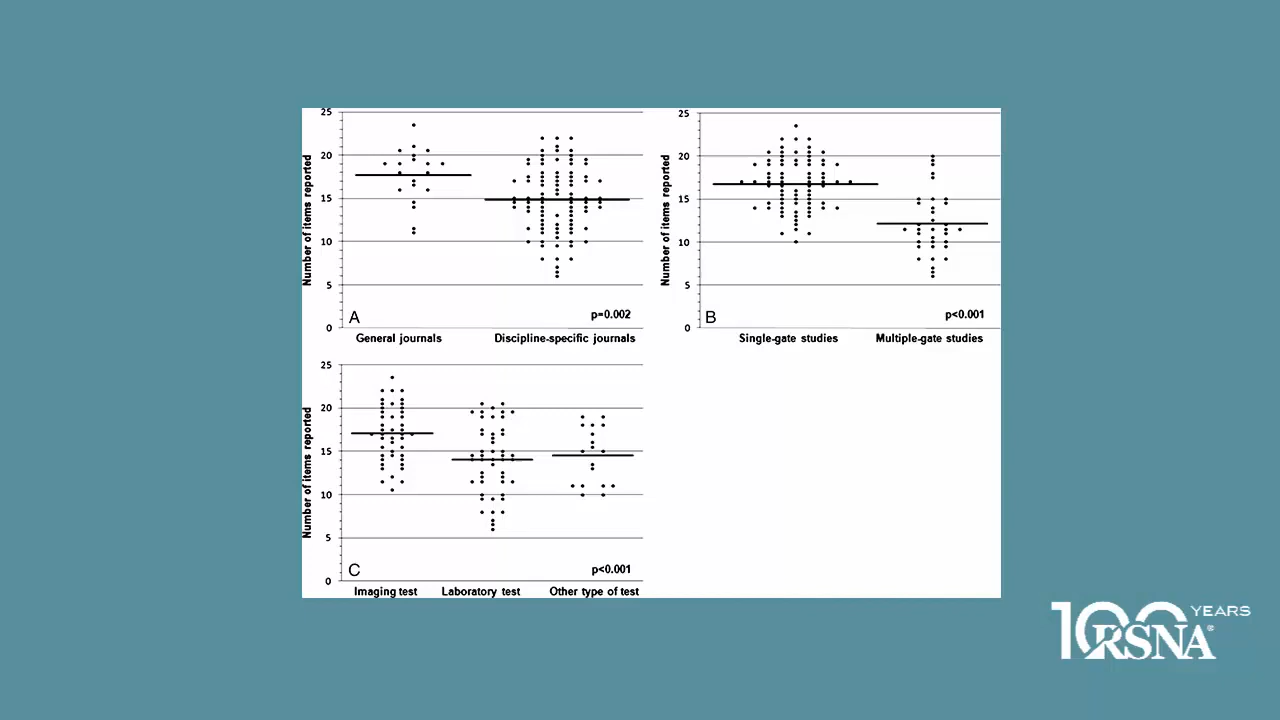 25
20
15
10
5
0
Number of items reported
A
p=0.002
General journals
Discipline-specific journals
25
20
15
10
5
0
Number of items reported
B
p<0.001
Single-gate studies
Multiple-gate studies
25
20
15
10
5
0
Number of items reported
C
p<0.001
Imaging test
Laboratory test
Other type of test
100 YEARS
RSNA®